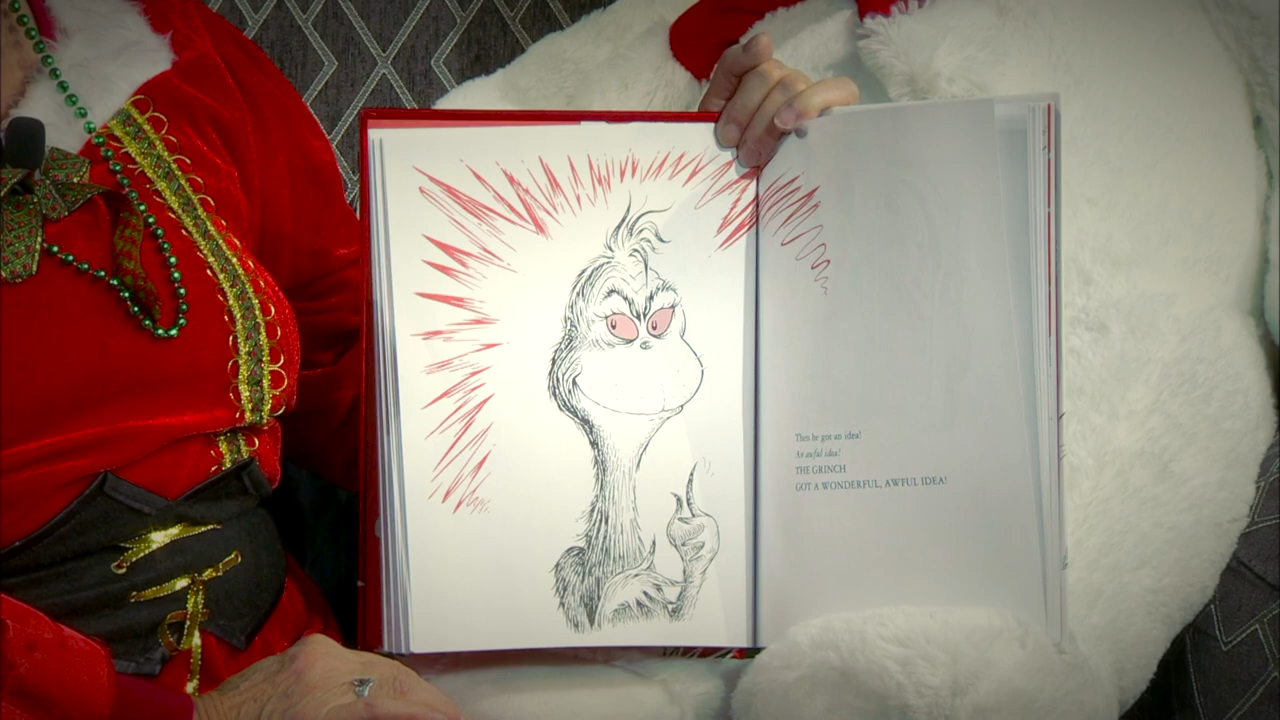 Then he got an idea!
An awful idea!
THE GRINCH
GOT A WONDERFUL, AWFUL IDEA!